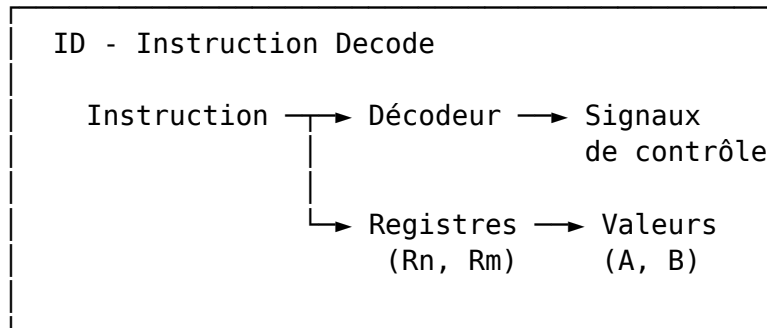 ID - Instruction Decode
Instruction Décodeur Signaux
de contrôle
Registres Valeurs
(Rn, Rm) (A, B)